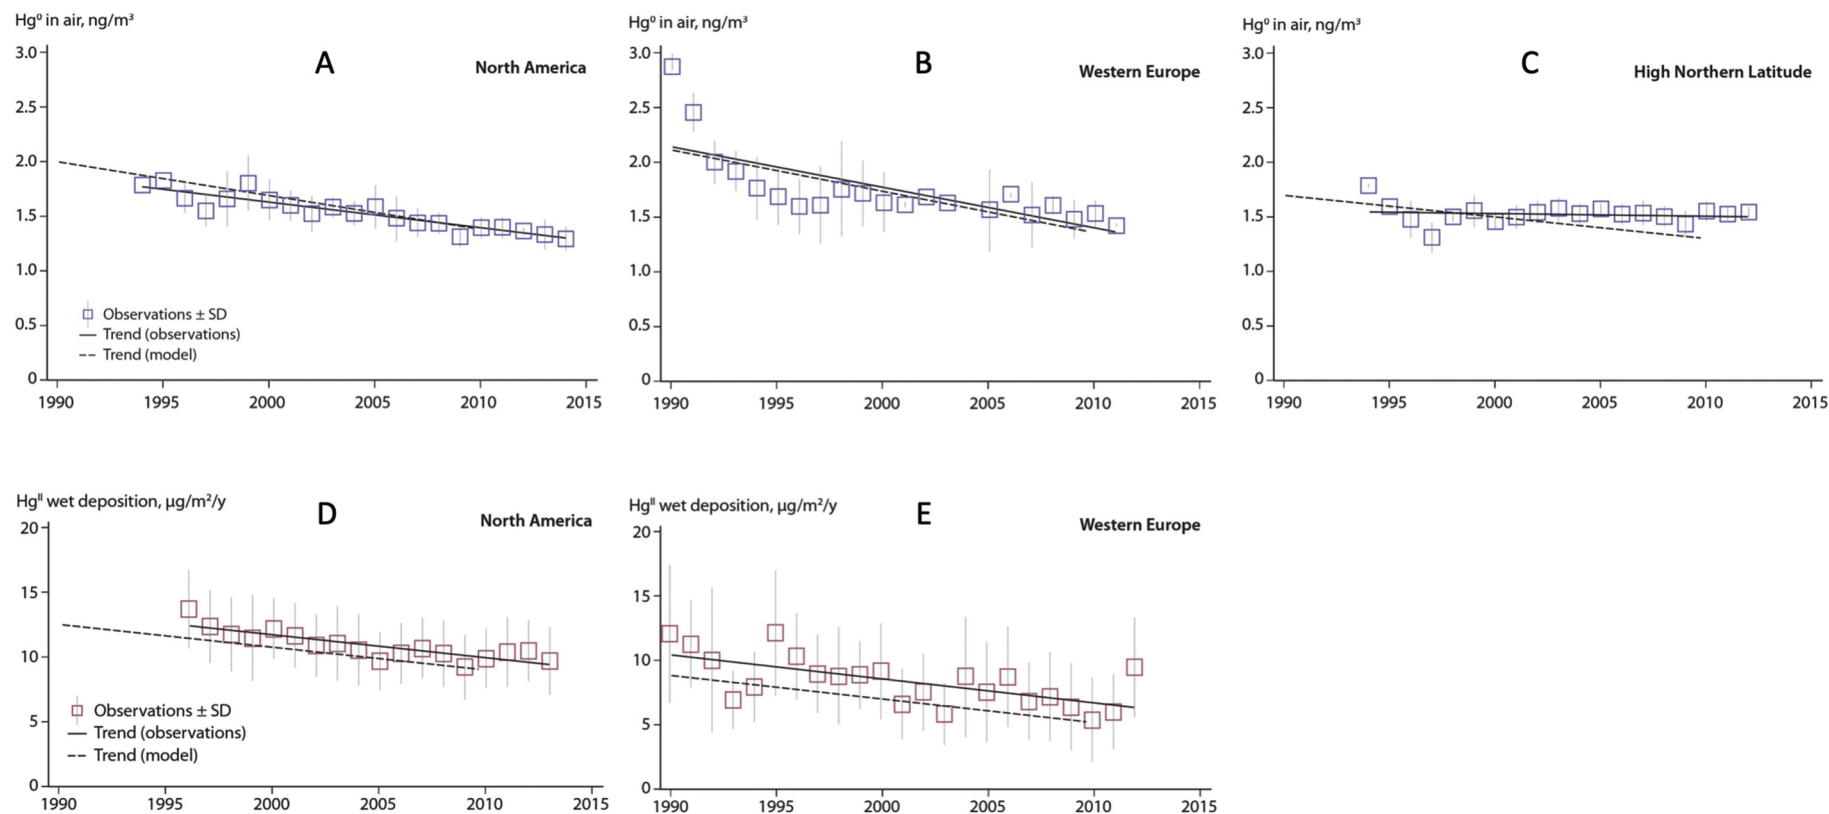 Hg⁰ in air, ng/m³
A
North America
3.0
2.5
2.0
1.5
1.0
0.5
0
Observations ± SD
Trend (observations)
Trend (model)
1990 1995 2000 2005 2010 2015
Hg⁰ in air, ng/m³
B
Western Europe
3.0
2.5
2.0
1.5
1.0
0.5
0
1990 1995 2000 2005 2010 2015
Hg⁰ in air, ng/m³
C
High Northern Latitude
3.0
2.5
2.0
1.5
1.0
0.5
0
1990 1995 2000 2005 2010 2015
Hgᴵᴵ wet deposition, µg/m²/y
D
North America
20
15
10
5
0
Observations ± SD
Trend (observations)
Trend (model)
1990 1995 2000 2005 2010 2015
Hgᴵᴵ wet deposition, µg/m²/y
E
Western Europe
20
15
10
5
0
1990 1995 2000 2005 2010 2015